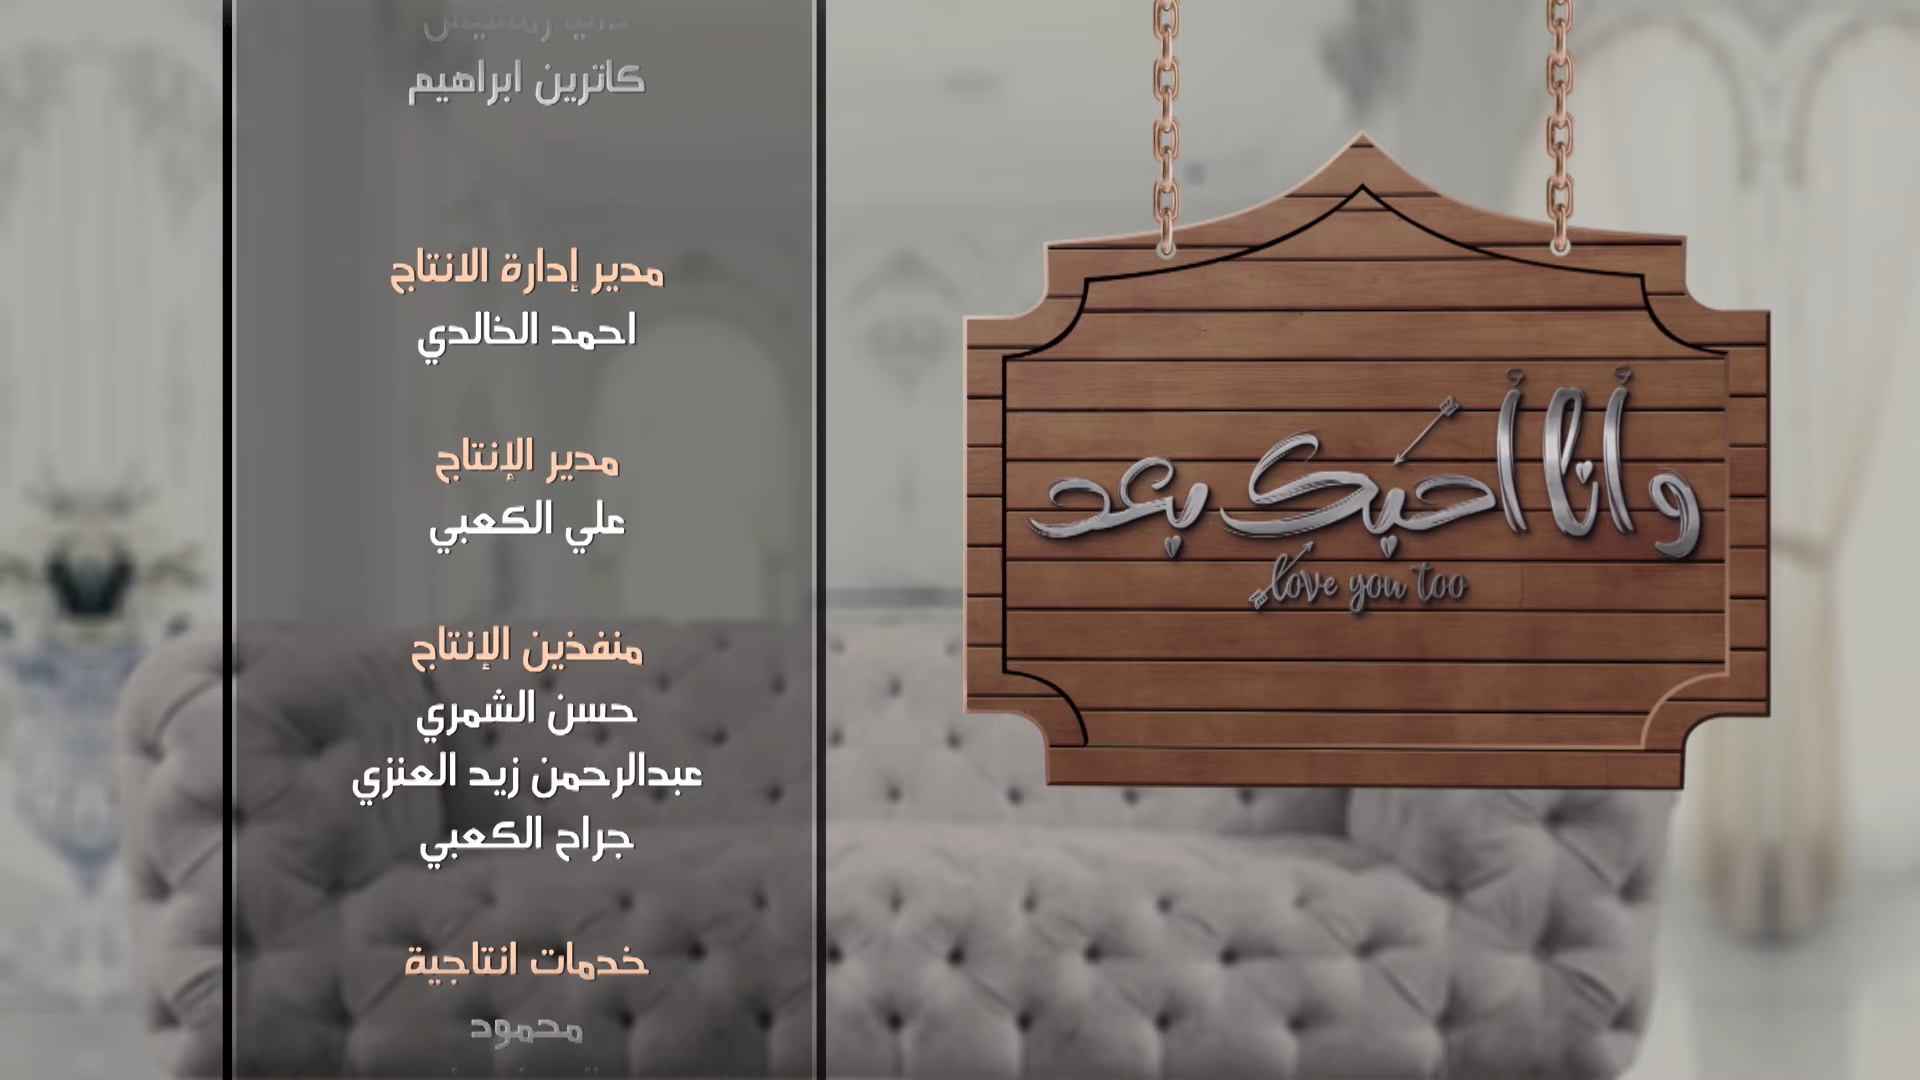 كاترين ابراهيم
مدير إدارة الانتاج
احمد الخالدي
مدير الإنتاج
علي الكعبي
منفذين الإنتاج
حسن الشمري
عبدالرحمن زيد العنزي
جراح الكعبي
خدمات انتاجية
محمود
وأنا أحبك بعد
love you too